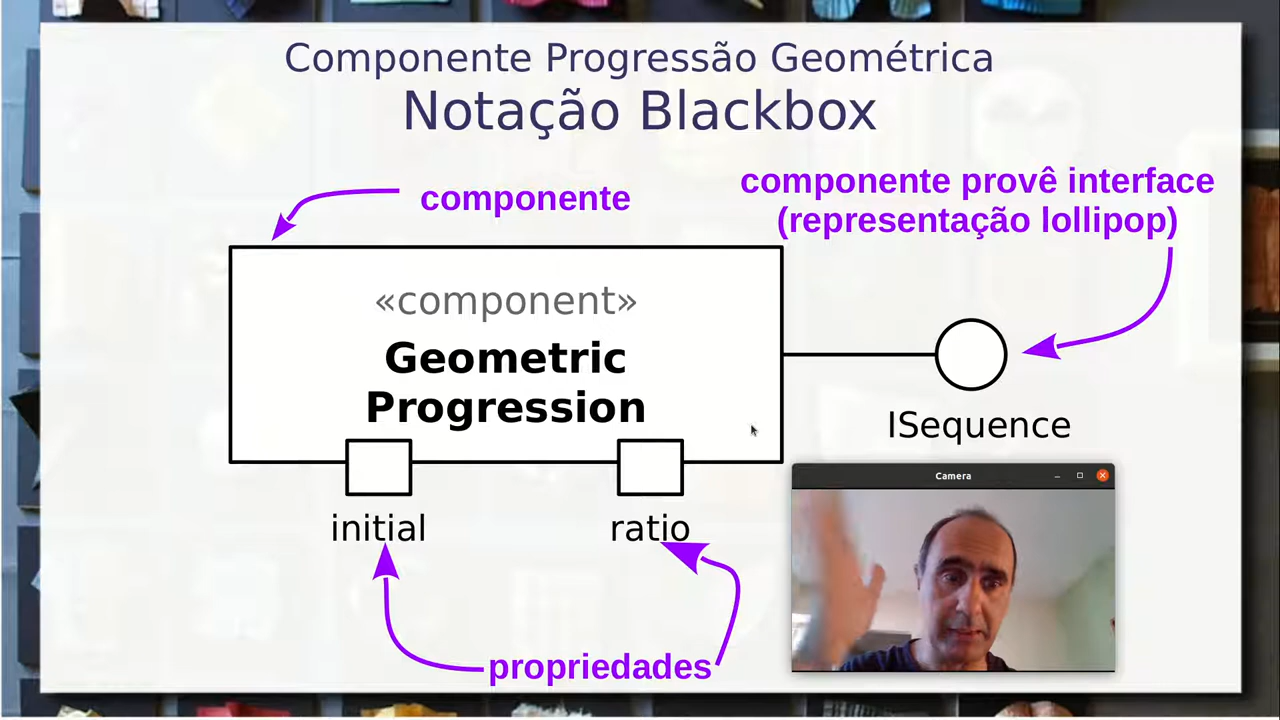 Componente Progressão Geométrica
Notação Blackbox
componente
componente provê interface
(representação lollipop)
«component»
Geometric
Progression
ISequence
Camera
initial
ratio
propriedades